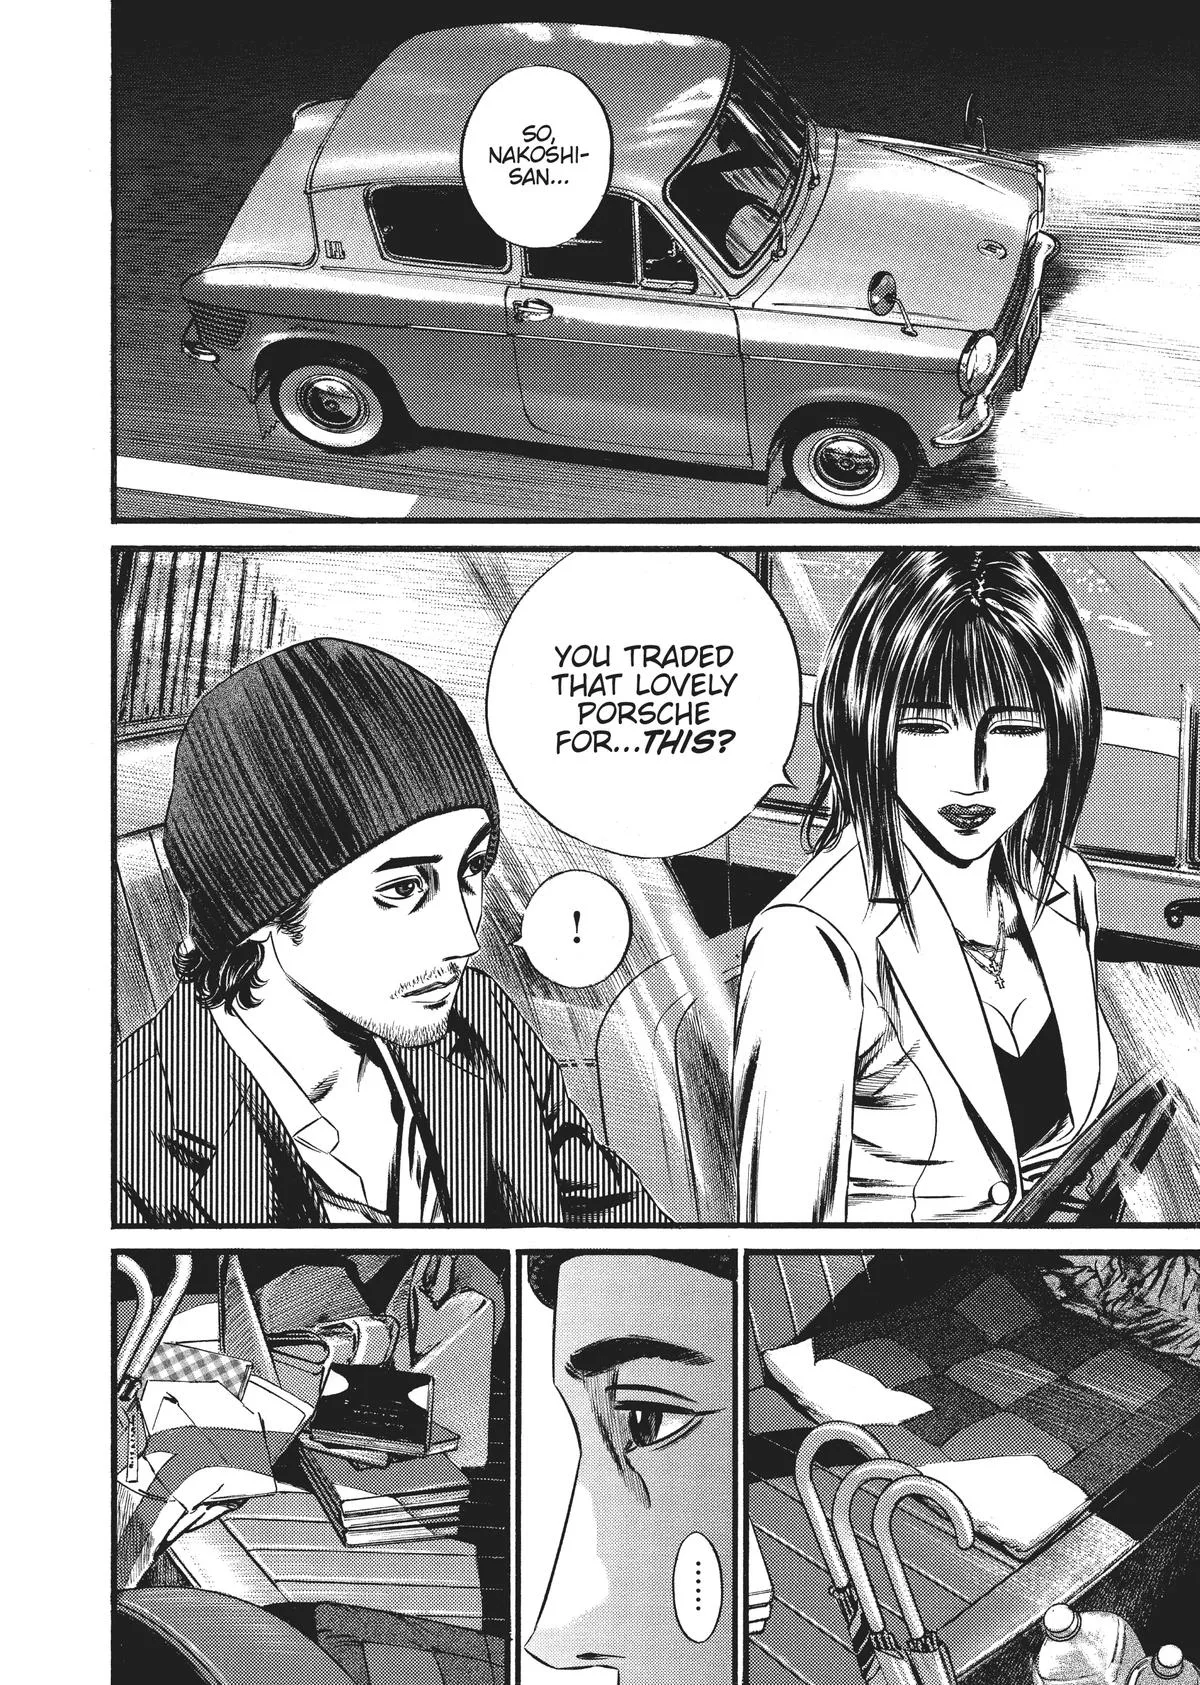 SO,
NAKOSHI-
SAN...
YOU TRADED
THAT LOVELY
PORSCHE
FOR...THIS?
!
......